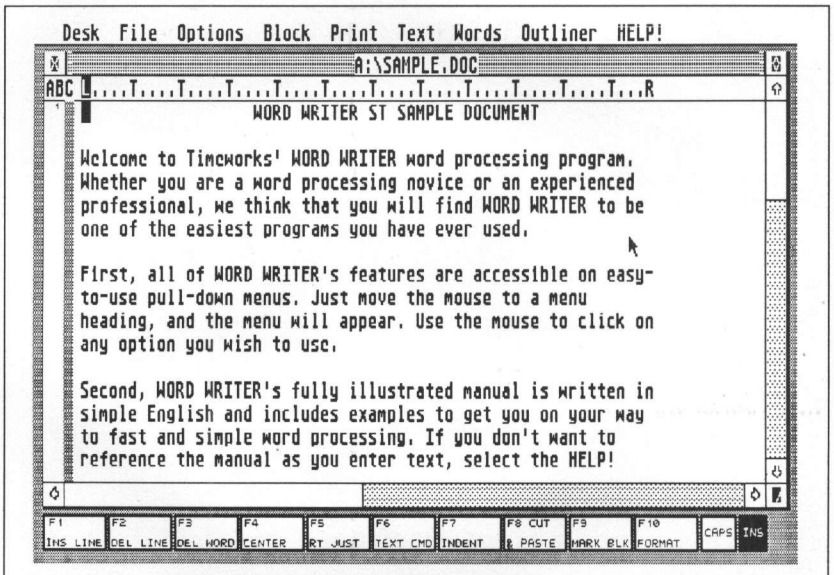 Desk File Options Block Print Text Words Outliner HELP!
A:\SAMPLE.DOC
ABC L....T....T....T....T....T....T....T....T....T....T....T...R
1
WORD WRITER ST SAMPLE DOCUMENT
Welcome to Timeworks' WORD WRITER word processing program.
Whether you are a word processing novice or an experienced
professional, we think that you will find WORD WRITER to be
one of the easiest programs you have ever used.
First, all of WORD WRITER's features are accessible on easy-
to-use pull-down menus. Just move the mouse to a menu
heading, and the menu will appear. Use the mouse to click on
any option you wish to use.
Second, WORD WRITER's fully illustrated manual is written in
simple English and includes examples to get you on your way
to fast and simple word processing. If you don't want to
reference the manual as you enter text, select the HELP!
F1 F2 F3 F4 F5 F6 F7 F8 CUT F9 F10
INS LINE DEL LINE DEL WORD CENTER RT JUST TEXT CMD INDENT & PASTE MARK BLK FORMAT CAPS INS